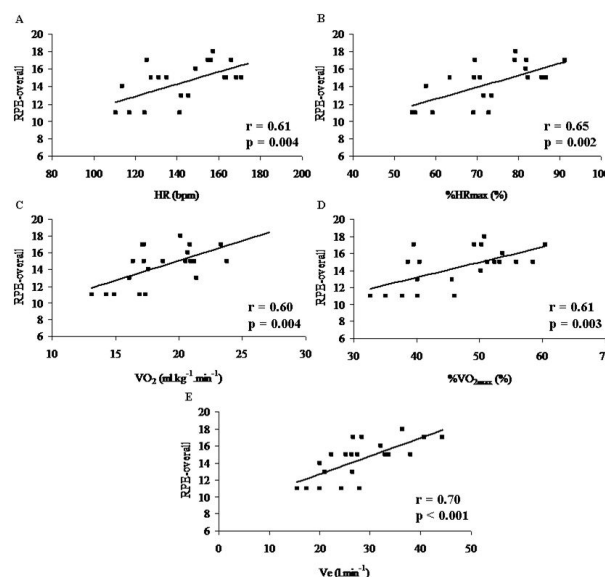 A
RPE-overall
18
16
14
12
10
8
6
r = 0.61
p = 0.004
60 80 100 120 140 160 180 200
HR (bpm)
B
RPE-overall
20
18
16
14
12
10
8
6
r = 0.65
p = 0.002
40 50 60 70 80 90 100
%HRmax (%)
C
RPE-overall
20
18
16
14
12
10
8
6
r = 0.60
p = 0.004
10 15 20 25 30
VO2 (ml.kg-1.min-1)
D
RPE-overall
20
18
16
14
12
10
8
6
r = 0.61
p = 0.003
30 40 50 60
%VO2max (%)
E
RPE-overall
20
18
16
14
12
10
8
6
r = 0.70
p < 0.001
0 10 20 30 40 50
Ve (l.min-1)